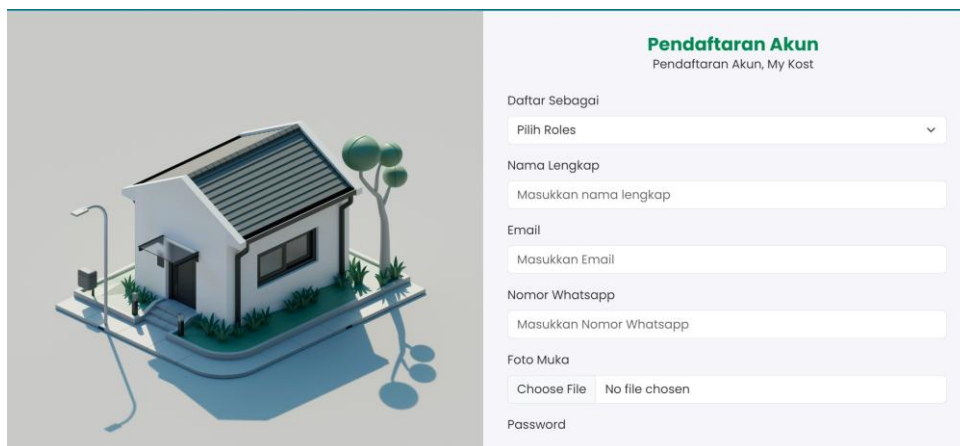 Pendaftaran Akun
Pendaftaran Akun, My Kost
Daftar Sebagai
Pilih Roles
Nama Lengkap
Masukkan nama lengkap
Email
Masukkan Email
Nomor Whatsapp
Masukkan Nomor Whatsapp
Foto Muka
Choose File No file chosen
Password